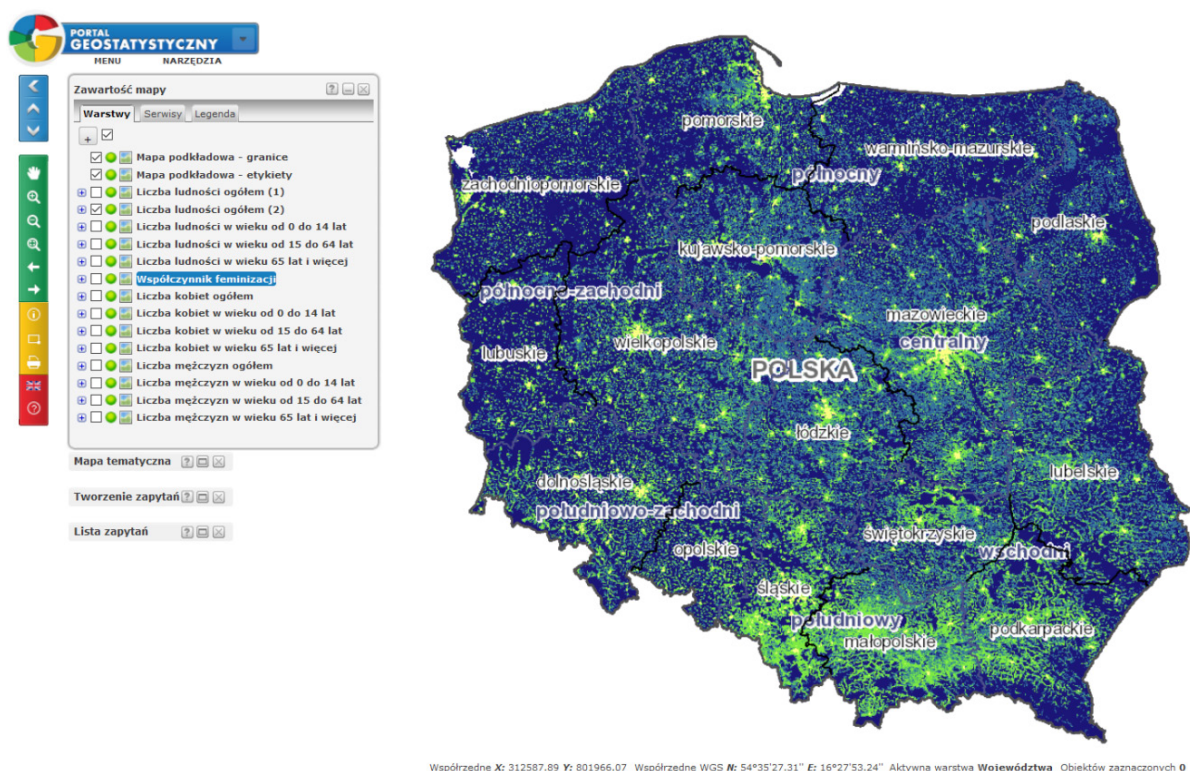 PORTAL
GEOSTATYSTYCZNY
MENU NARZĘDZIA
Zawartość mapy
Warstwy Serwisy Legenda
Mapa podkładowa - granice
Mapa podkładowa - etykiety
Liczba ludności ogółem (1)
Liczba ludności ogółem (2)
Liczba ludności w wieku od 0 do 14 lat
Liczba ludności w wieku od 15 do 64 lat
Liczba ludności w wieku 65 lat i więcej
Współczynnik feminizacji
Liczba kobiet ogółem
Liczba kobiet w wieku od 0 do 14 lat
Liczba kobiet w wieku od 15 do 64 lat
Liczba kobiet w wieku 65 lat i więcej
Liczba mężczyzn ogółem
Liczba mężczyzn w wieku od 0 do 14 lat
Liczba mężczyzn w wieku od 15 do 64 lat
Liczba mężczyzn w wieku 65 lat i więcej
Mapa tematyczna
Tworzenie zapytań
Lista zapytań
pomorskie
warmińsko-mazurskie
północny
zachodniopomorskie
podlaskie
kujawsko-pomorskie
północno-zachodni
mazowieckie
centralny
wielkopolskie
lubuskie
POLSKA
łódzkie
lubelskie
dolnośląskie
południowo-zachodni
świętokrzyskie
wschodni
opolskie
śląskie
południowy
podkarpackie
małopolskie
Współrzędne X: 312587.89 Y: 801966.07 Współrzędne WGS N: 54°35'27.31" E: 16°27'53.24" Aktywna warstwa Województwa Obiektów zaznaczonych 0